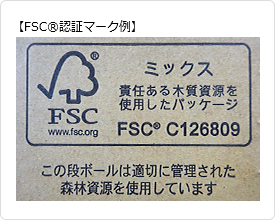 【FSC®認証マーク例】
ミックス
責任ある木質資源を
使用したパッケージ
FSC
www.fsc.org
FSC® C126809
この段ボールは適切に管理された
森林資源を使用しています